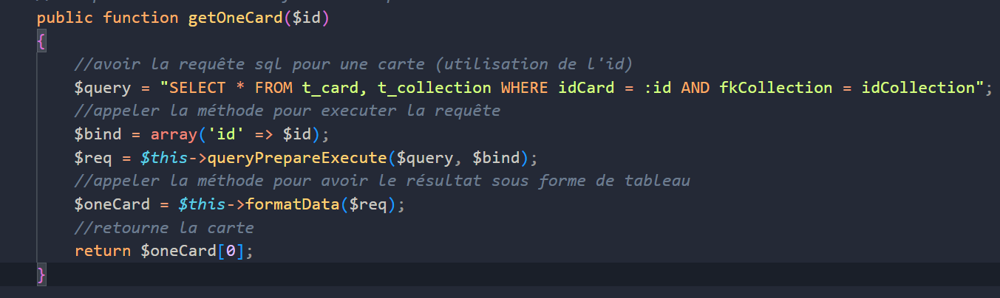 public function getOneCard($id)
{
//avoir la requête sql pour une carte (utilisation de l'id)
$query = "SELECT * FROM t_card, t_collection WHERE idCard = :id AND fkCollection = idCollection";
//appeler la méthode pour executer la requête
$bind = array('id' => $id);
$req = $this->queryPrepareExecute($query, $bind);
//appeler la méthode pour avoir le résultat sous forme de tableau
$oneCard = $this->formatData($req);
//retourne la carte
return $oneCard[0];
}